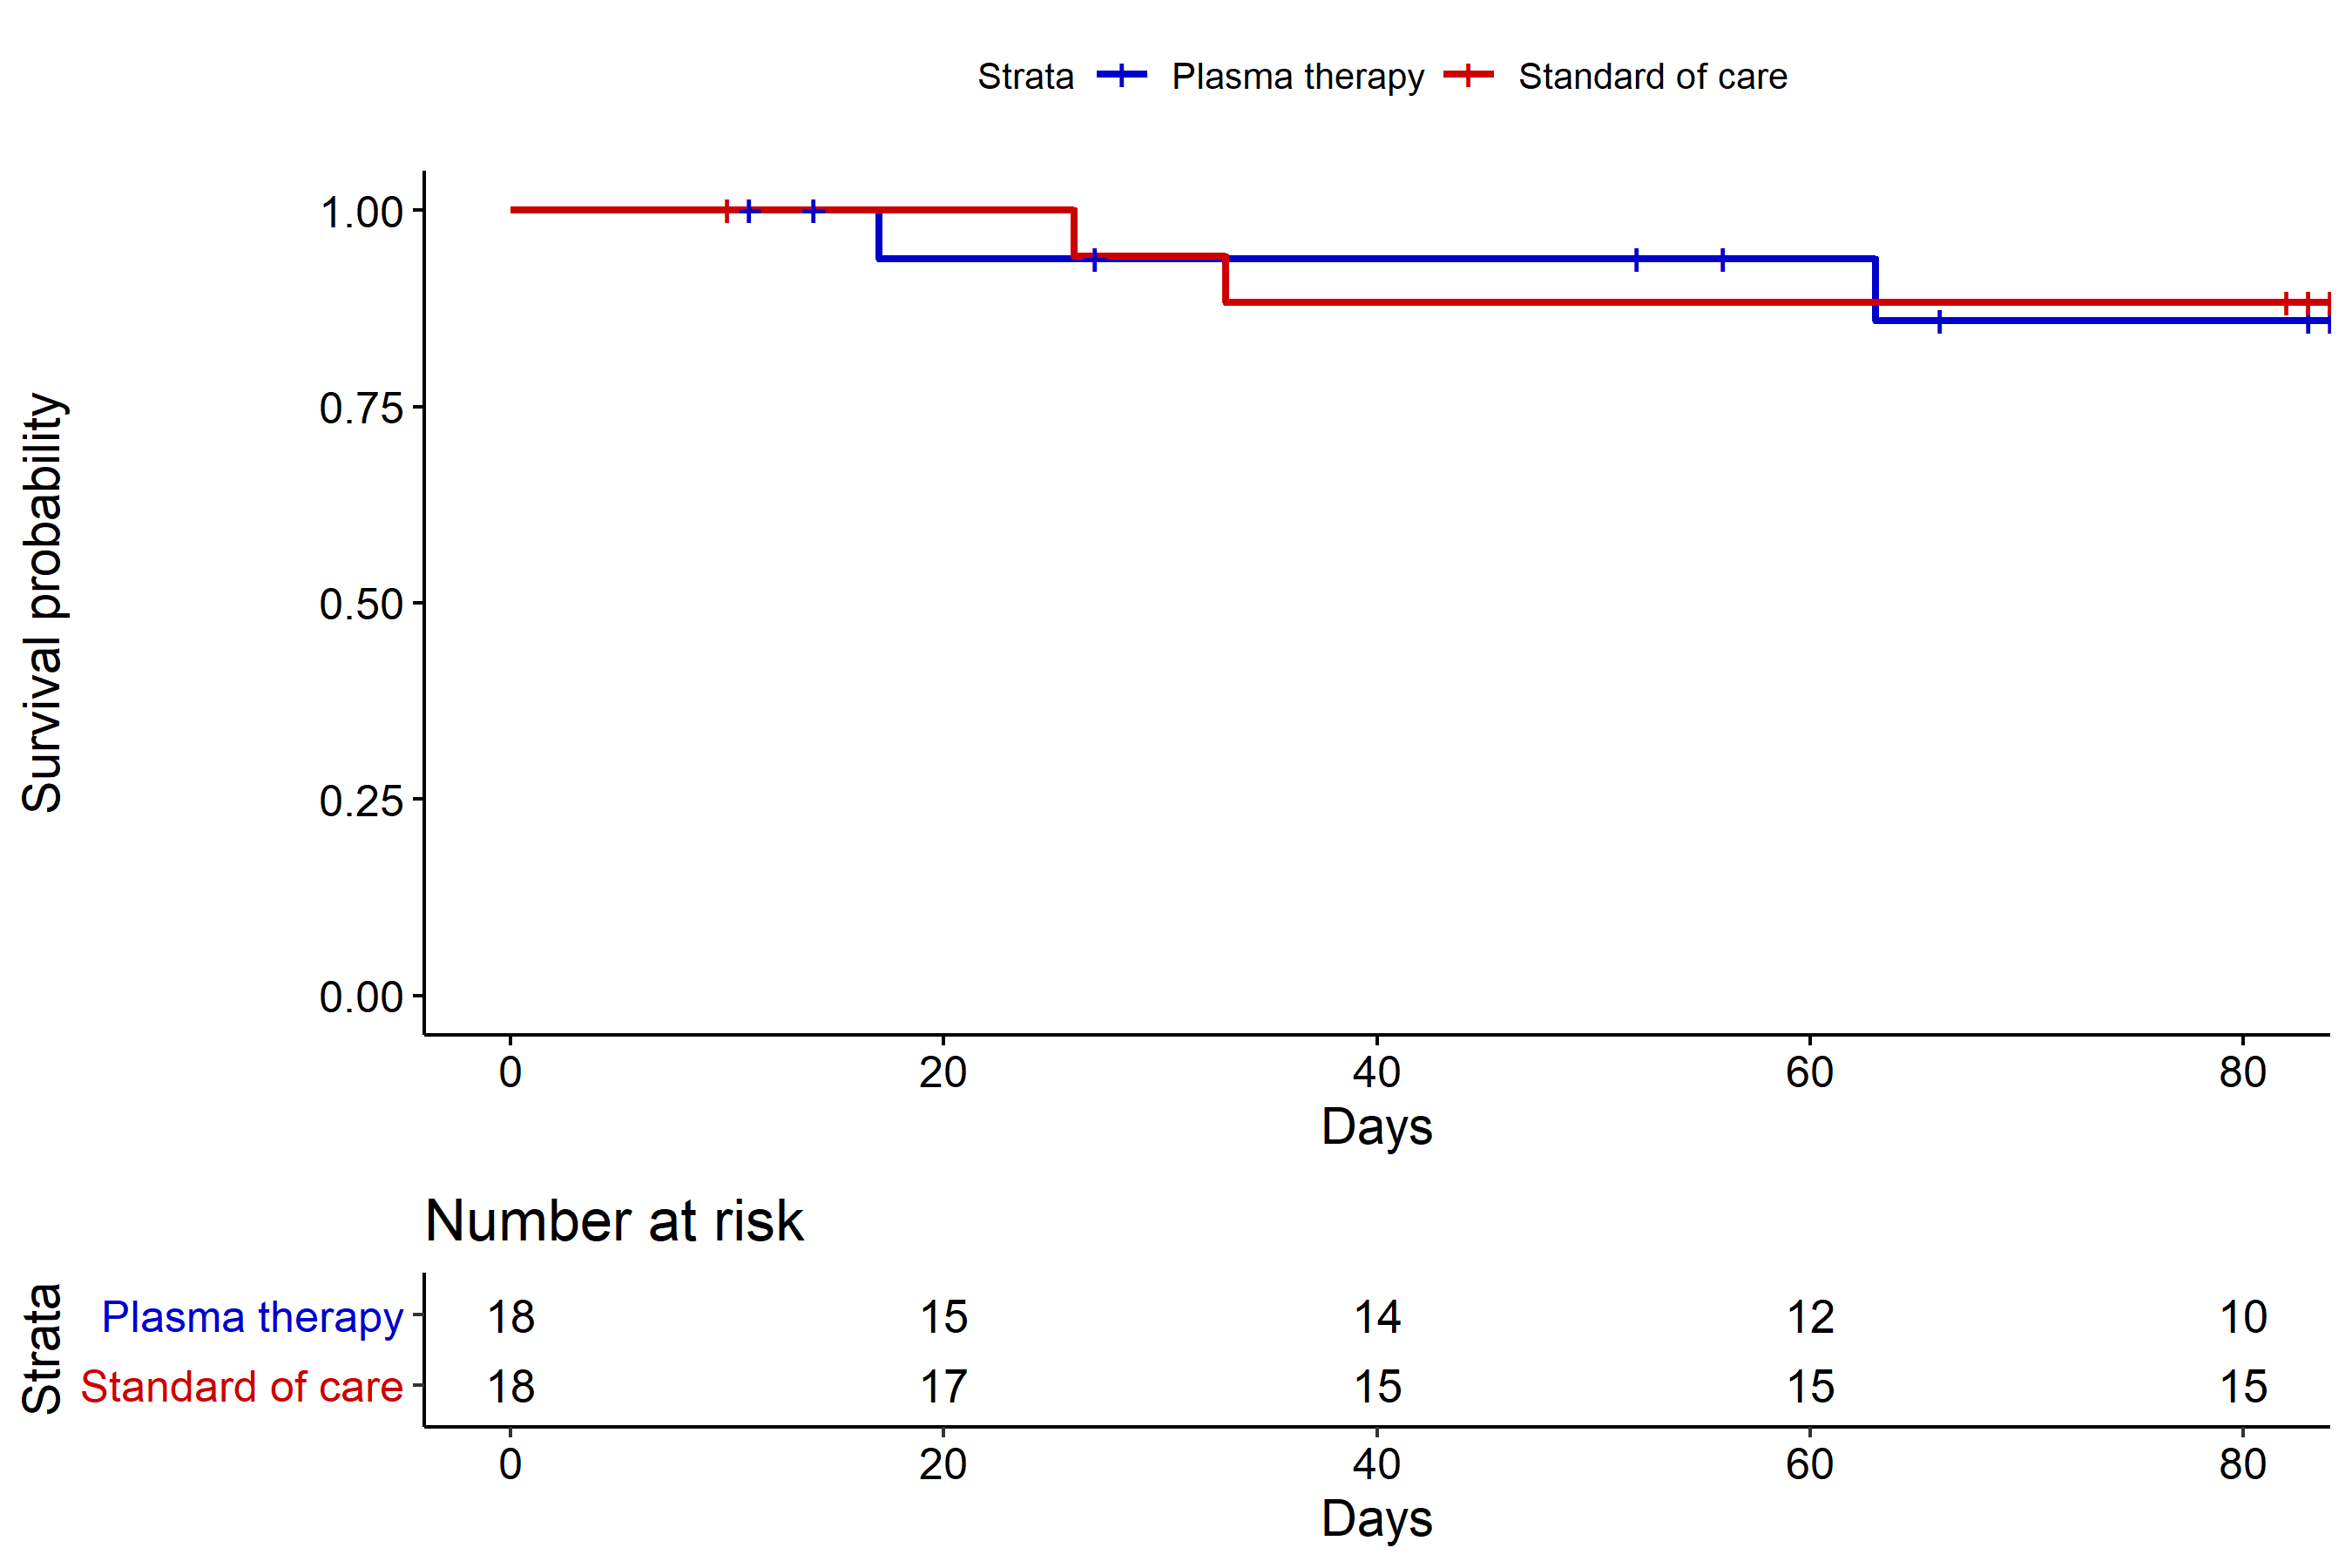 Strata Plasma therapy Standard of care
Survival probability
1.00
0.75
0.50
0.25
0.00
0 20 40 60 80
Days
Number at risk
Strata
Plasma therapy 18 15 14 12 10
Standard of care 18 17 15 15 15
0 20 40 60 80
Days